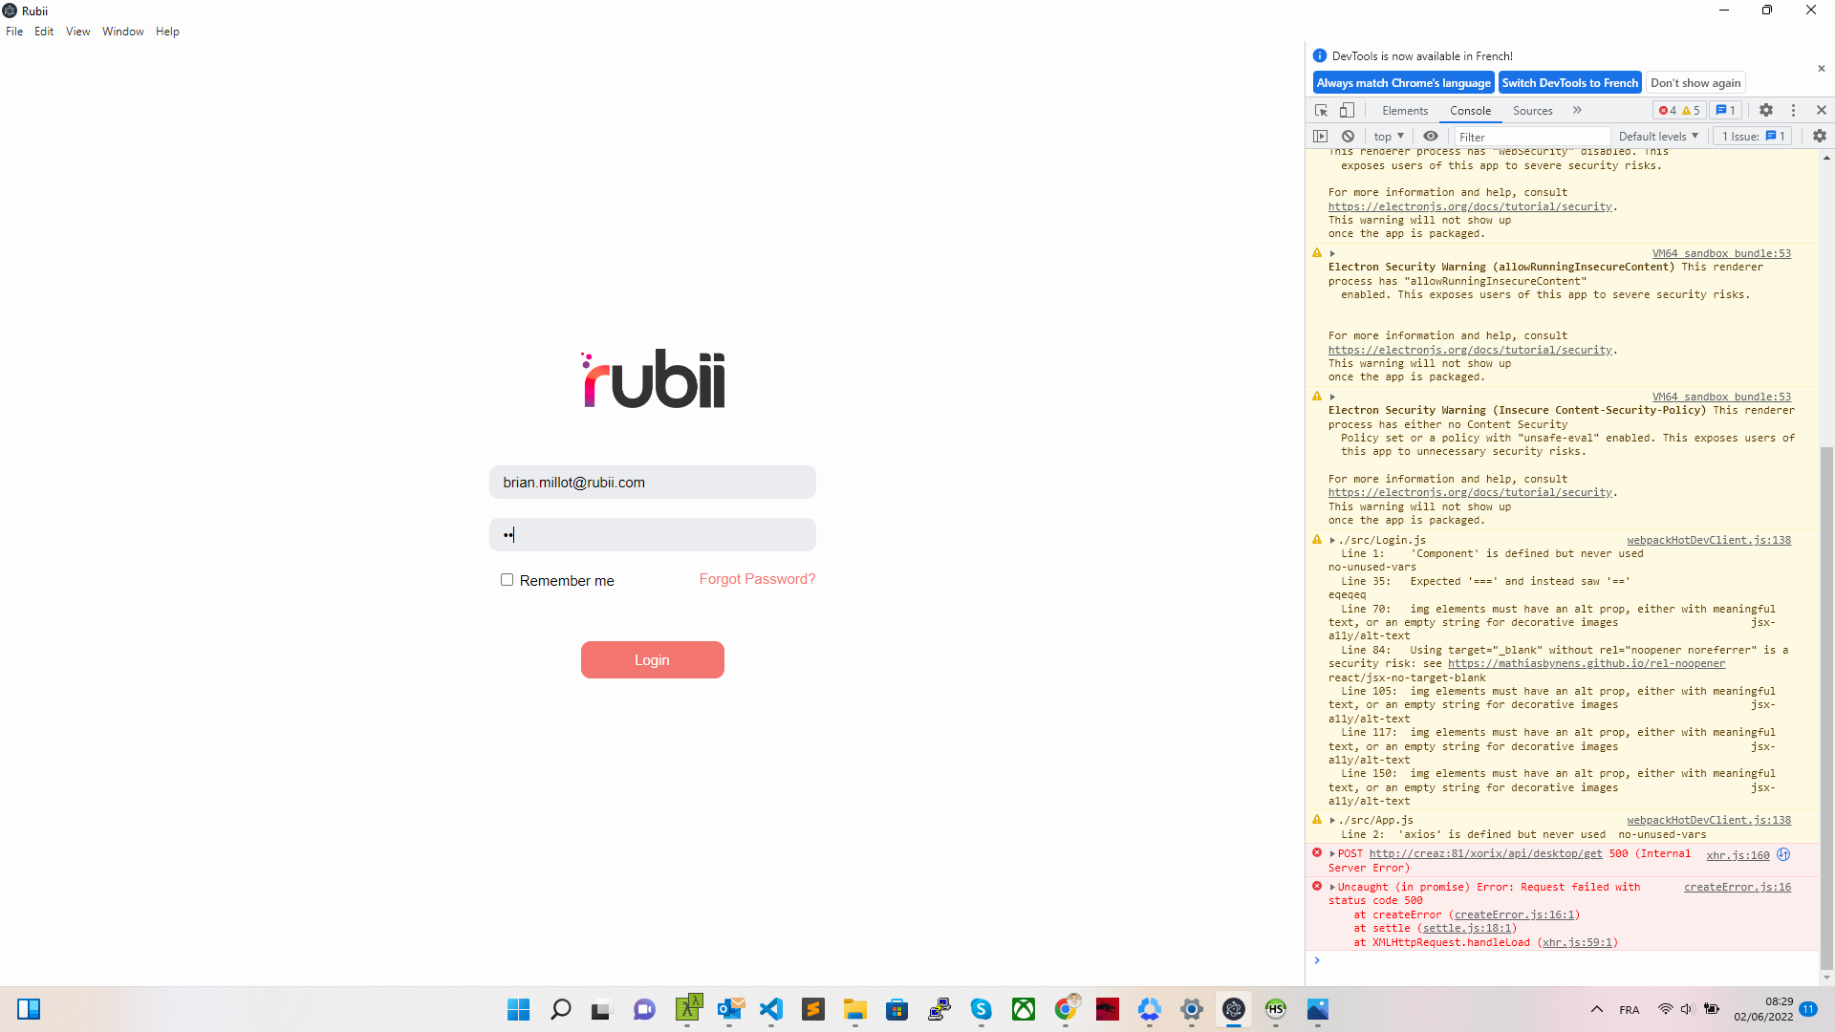 Rubii
File Edit View Window Help
rubii
brian.millot@rubii.com
••
Remember me Forgot Password?
Login
DevTools is now available in French!
Always match Chrome's language Switch DevTools to French Don't show again
Elements Console Sources » 4 5 1
top Filter Default levels 1 Issue: 1
This renderer process has "webSecurity" disabled. This
exposes users of this app to severe security risks.
For more information and help, consult
https://electronjs.org/docs/tutorial/security.
This warning will not show up
once the app is packaged.
VM64 sandbox bundle:53
Electron Security Warning (allowRunningInsecureContent) This renderer
process has "allowRunningInsecureContent"
enabled. This exposes users of this app to severe security risks.
For more information and help, consult
https://electronjs.org/docs/tutorial/security.
This warning will not show up
once the app is packaged.
VM64 sandbox bundle:53
Electron Security Warning (Insecure Content-Security-Policy) This renderer
process has either no Content Security
Policy set or a policy with "unsafe-eval" enabled. This exposes users of
this app to unnecessary security risks.
For more information and help, consult
https://electronjs.org/docs/tutorial/security.
This warning will not show up
once the app is packaged.
./src/Login.js webpackHotDevClient.js:138
Line 1: 'Component' is defined but never used
no-unused-vars
Line 35: Expected '===' and instead saw '=='
eqeqeq
Line 70: img elements must have an alt prop, either with meaningful
text, or an empty string for decorative images jsx-
a11y/alt-text
Line 84: Using target="_blank" without rel="noopener noreferrer" is a
security risk: see https://mathiasbynens.github.io/rel-noopener
react/jsx-no-target-blank
Line 105: img elements must have an alt prop, either with meaningful
text, or an empty string for decorative images jsx-
a11y/alt-text
Line 117: img elements must have an alt prop, either with meaningful
text, or an empty string for decorative images jsx-
a11y/alt-text
Line 150: img elements must have an alt prop, either with meaningful
text, or an empty string for decorative images jsx-
a11y/alt-text
./src/App.js webpackHotDevClient.js:138
Line 2: 'axios' is defined but never used no-unused-vars
POST http://creaz:81/xorix/api/desktop/get 500 (Internal xhr.js:160
Server Error)
Uncaught (in promise) Error: Request failed with createError.js:16
status code 500
at createError (createError.js:16:1)
at settle (settle.js:18:1)
at XMLHttpRequest.handleLoad (xhr.js:59:1)
HS
FRA
08:29
02/06/2022
11